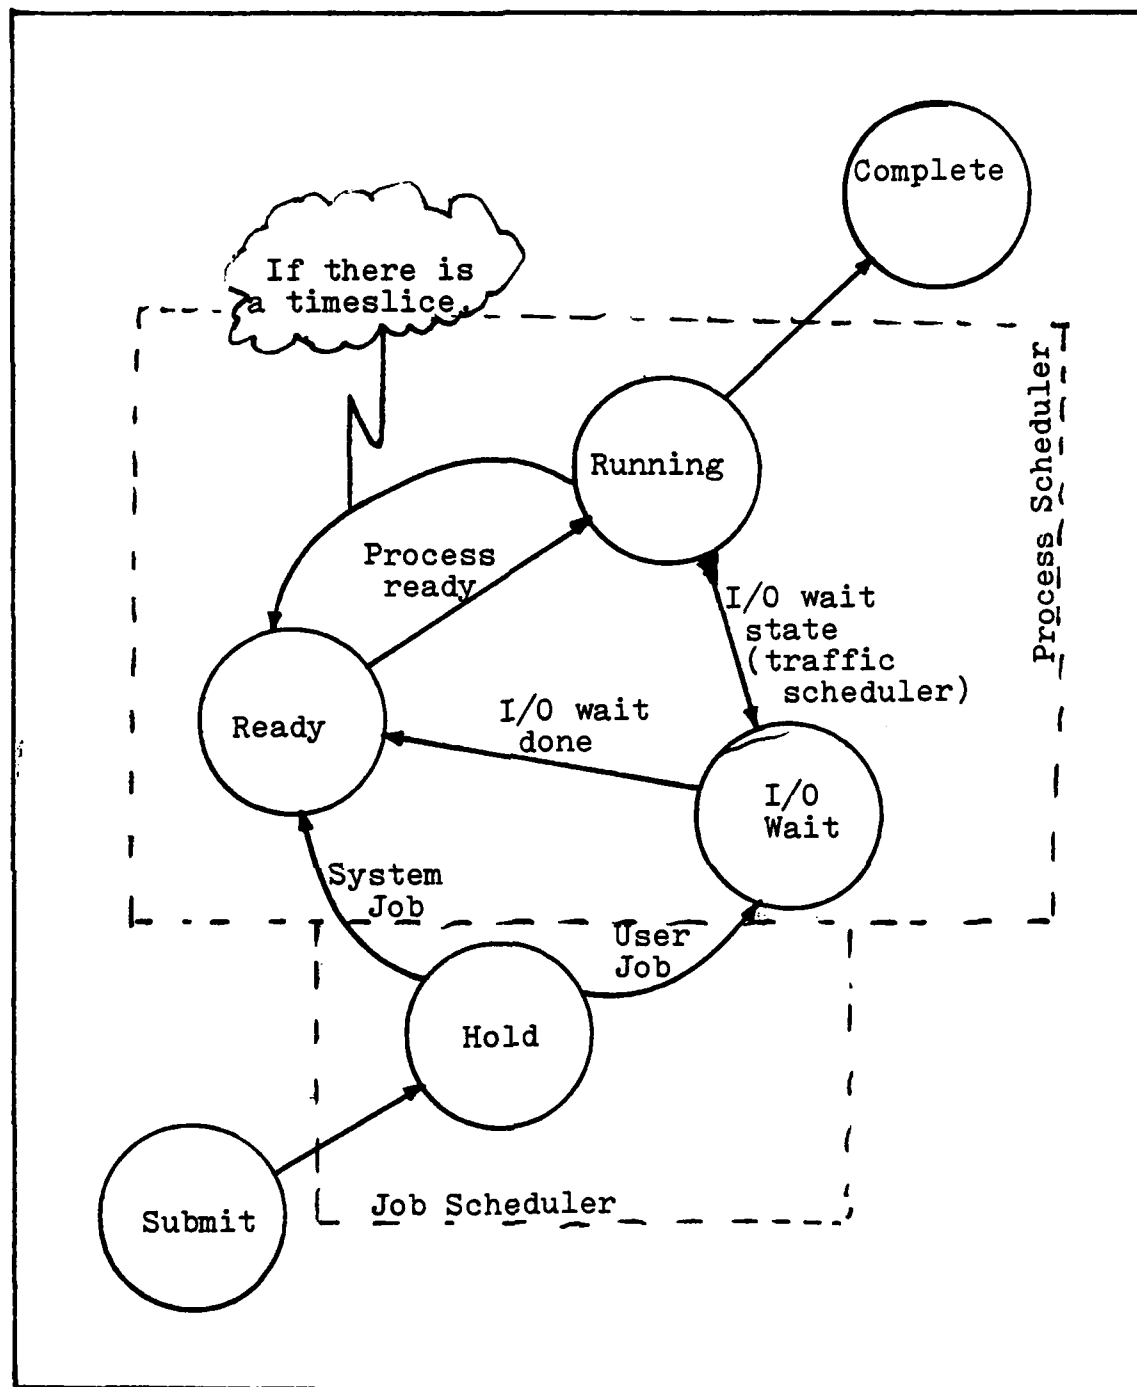 Complete
If there is
a timeslice.
Process Scheduler
Running
Process
ready
I/O wait
state
(traffic
scheduler)
I/O wait
done
Ready
I/O
Wait
System
Job
User
Job
Hold
Job Scheduler
Submit